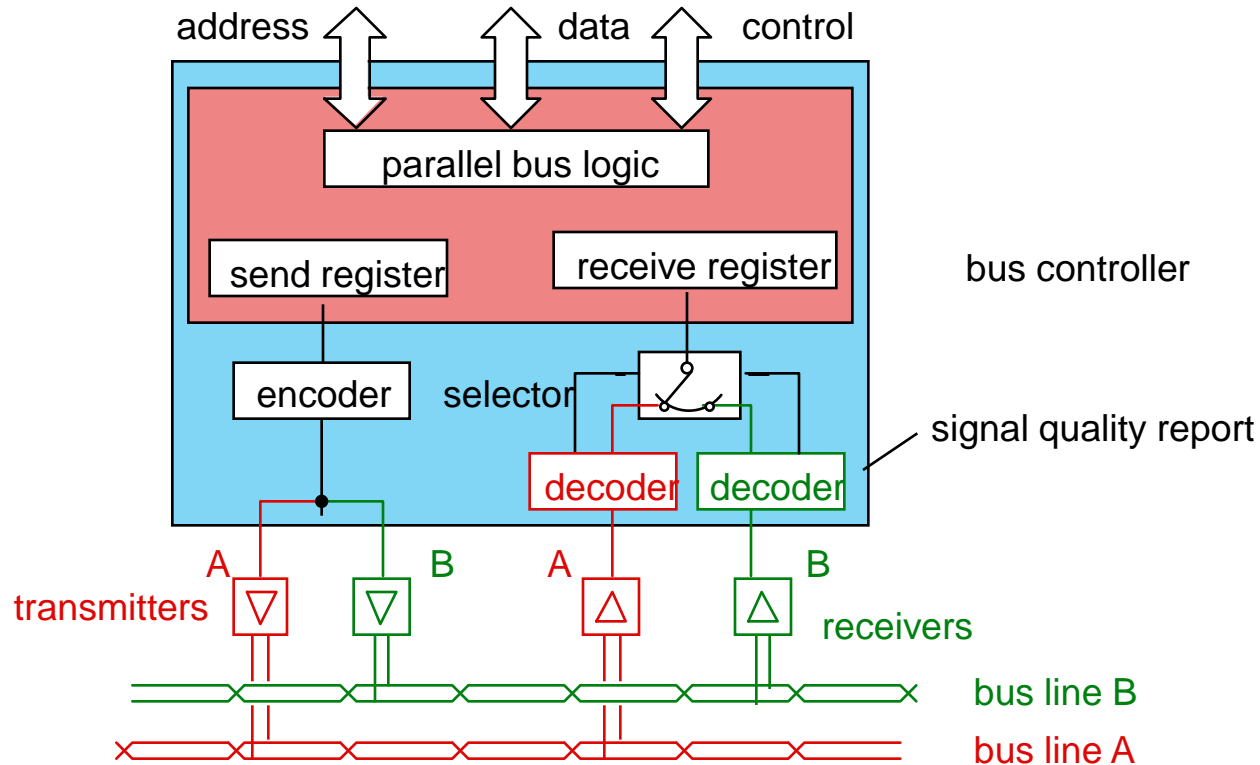 address data control
parallel bus logic
send register receive register bus controller
encoder selector
signal quality report
decoder decoder
A B A B
transmitters receivers
bus line B
bus line A